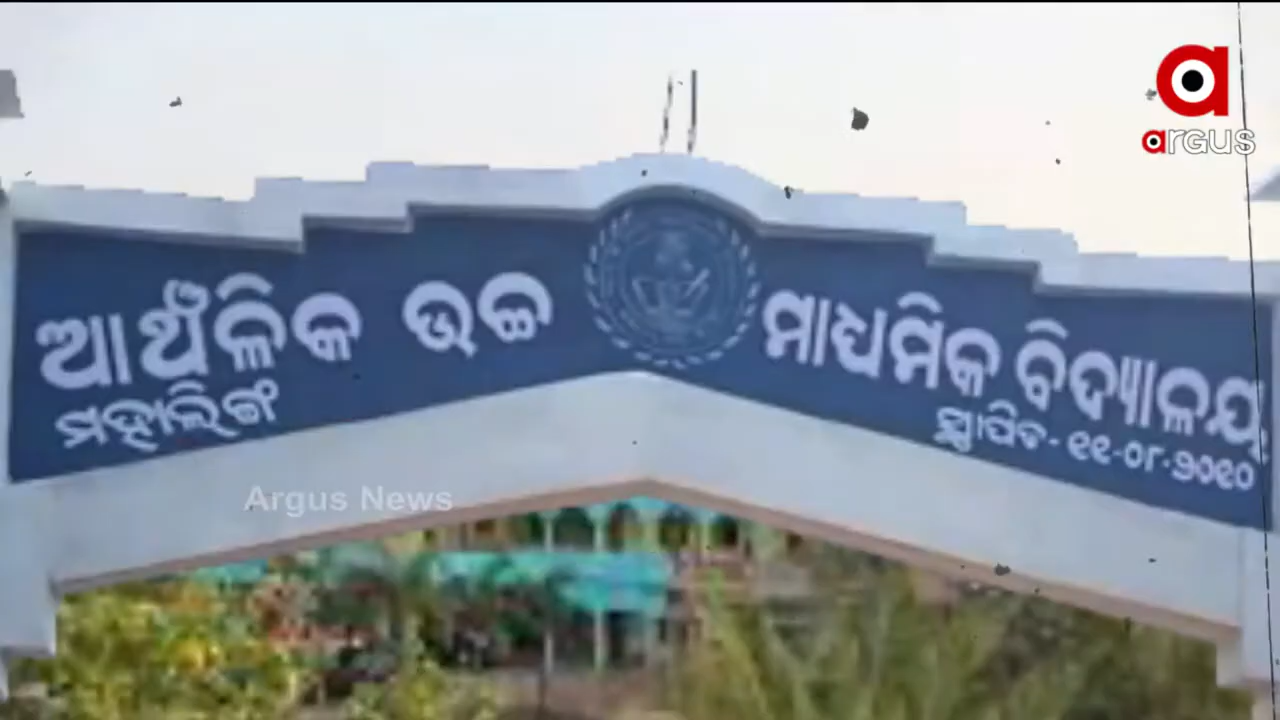 ଆଞ୍ଚଳିକ ଉଚ୍ଚ ମାଧ୍ୟମିକ ବିଦ୍ୟାଳୟ
ମହାଲିଙ୍ଗ
ସ୍ଥାପିତ-୧୧-୦୮-୨୦୧୦
argus
Argus News